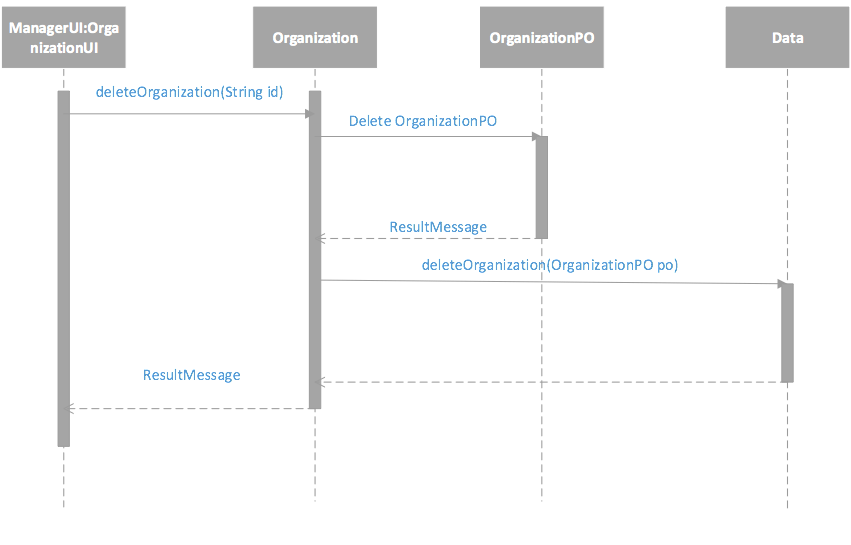 ManagerUI:Orga
nizationUI
Organization
OrganizationPO
Data
deleteOrganization(String id)
Delete OrganizationPO
ResultMessage
deleteOrganization(OrganizationPO po)
ResultMessage